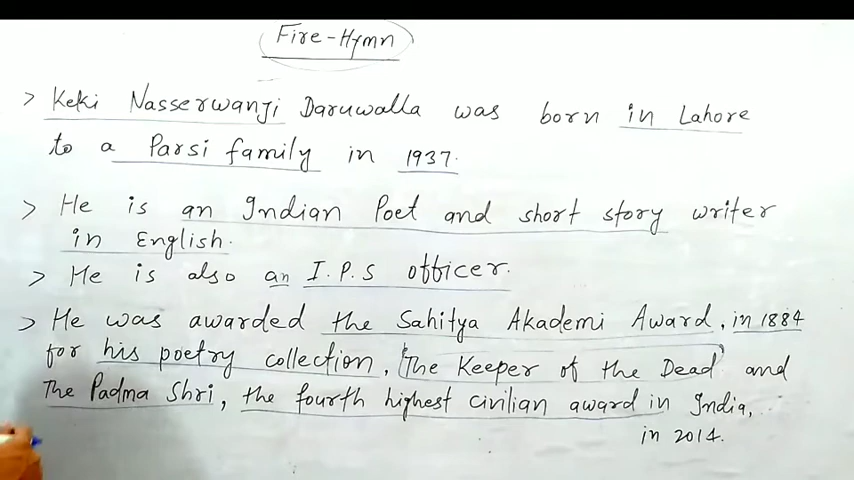 Fire-Hymn
> Keki Nasserwanji Daruwalla was born in Lahore
to a Parsi family in 1937.
> He is an Indian Poet and short story writer
in English.
> He is also an I.P.S officer.
> He was awarded the Sahitya Akademi Award, in 1884
for his poetry collection, 'The Keeper of the Dead' and
The Padma Shri, the fourth highest civilian award in India,
in 2014.